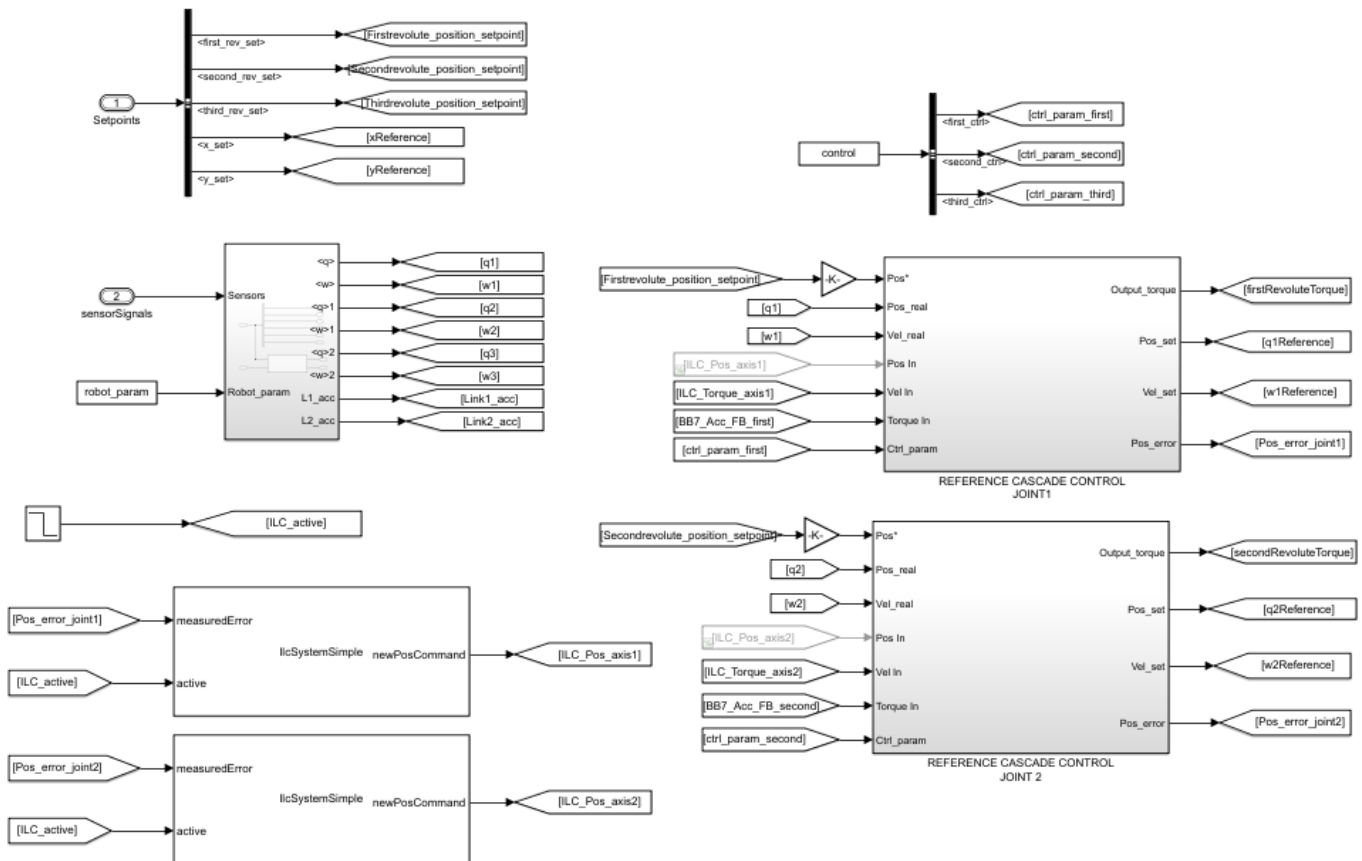 <first_rev_set>
[Firstrevolute_position_setpoint]
<second_rev_set>
[Secondrevolute_position_setpoint]
1
Setpoints
<third_rev_set>
[Thirdrevolute_position_setpoint]
<x_set>
[xReference]
<y_set>
[yReference]
control
<first_ctrl>
[ctrl_param_first]
<second_ctrl>
[ctrl_param_second]
<third_ctrl>
[ctrl_param_third]
2
sensorSignals
robot_param
Sensors
Robot_param
<q>
[q1]
<w>
[w1]
<q>1
[q2]
<w>1
[w2]
<q>2
[q3]
<w>2
[w3]
L1_acc
[Link1_acc]
L2_acc
[Link2_acc]
[Firstrevolute_position_setpoint]
-K-
Pos*
[q1]
Pos_real
[w1]
Vel_real
[ILC_Pos_axis1]
Pos In
[ILC_Torque_axis1]
Vel In
[BB7_Acc_FB_first]
Torque In
[ctrl_param_first]
Ctrl_param
Output_torque
[firstRevoluteTorque]
Pos_set
[q1Reference]
Vel_set
[w1Reference]
Pos_error
[Pos_error_joint1]
REFERENCE CASCADE CONTROL
JOINT1
[ILC_active]
[Pos_error_joint1]
measuredError
[ILC_active]
active
IlcSystemSimple
newPosCommand
[ILC_Pos_axis1]
[Pos_error_joint2]
measuredError
[ILC_active]
active
IlcSystemSimple
newPosCommand
[ILC_Pos_axis2]
[Secondrevolute_position_setpoint]
-K-
Pos*
[q2]
Pos_real
[w2]
Vel_real
[ILC_Pos_axis2]
Pos In
[ILC_Torque_axis2]
Vel In
[BB7_Acc_FB_second]
Torque In
[ctrl_param_second]
Ctrl_param
Output_torque
[secondRevoluteTorque]
Pos_set
[q2Reference]
Vel_set
[w2Reference]
Pos_error
[Pos_error_joint2]
REFERENCE CASCADE CONTROL
JOINT 2